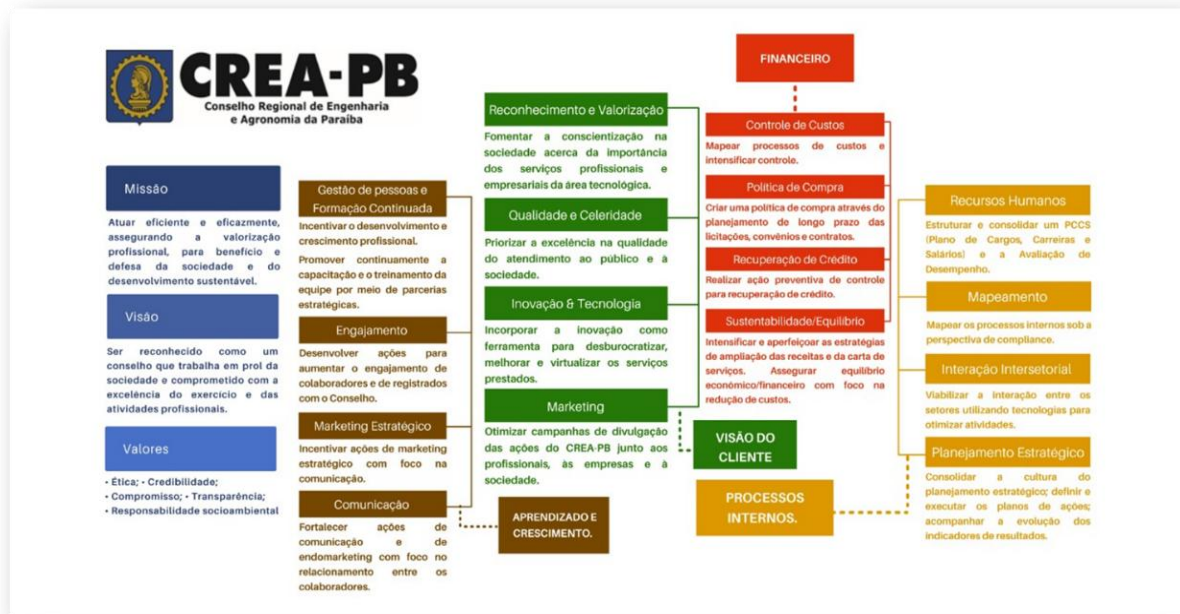 CREA-PB
Conselho Regional de Engenharia
e Agronomia da Paraíba
Missão
Atuar eficiente e eficazmente,
assegurando a valorização
profissional, para benefício e
defesa da sociedade e do
desenvolvimento sustentável.
Visão
Ser reconhecido como um
conselho que trabalha em prol da
sociedade e comprometido com a
excelência do exercício e das
atividades profissionais.
Valores
• Ética; • Credibilidade;
• Compromisso; • Transparência;
• Responsabilidade socioambiental
Gestão de pessoas e
Formação Continuada
Incentivar o desenvolvimento e
crescimento profissional.
Promover continuamente a
capacitação e o treinamento da
equipe por meio de parcerias
estratégicas.
Engajamento
Desenvolver ações para
aumentar o engajamento de
colaboradores e de registrados
com o Conselho.
Marketing Estratégico
Incentivar ações de marketing
estratégico com foco na
comunicação.
Comunicação
Fortalecer ações de
comunicação e de
endomarketing com foco no
relacionamento entre os
colaboradores.
APRENDIZADO E
CRESCIMENTO.
Reconhecimento e Valorização
Fomentar a conscientização na
sociedade acerca da importância
dos serviços profissionais e
empresariais da área tecnológica.
Qualidade e Celeridade
Priorizar a excelência na qualidade
do atendimento ao público e à
sociedade.
Inovação & Tecnologia
Incorporar a inovação como
ferramenta para desburocratizar,
melhorar e virtualizar os serviços
prestados.
Marketing
Otimizar campanhas de divulgação
das ações do CREA-PB junto aos
profissionais, às empresas e à
sociedade.
VISÃO DO
CLIENTE
FINANCEIRO
Controle de Custos
Mapear processos de custos e
intensificar controle.
Política de Compra
Criar uma política de compra através do
planejamento de longo prazo das
licitações, convênios e contratos.
Recuperação de Crédito
Realizar ação preventiva de controle
para recuperação de crédito.
Sustentabilidade/Equilíbrio
Intensificar e aperfeiçoar as estratégias
de ampliação das receitas e da carta de
serviços. Assegurar equilíbrio
econômico/financeiro com foco na
redução de custos.
PROCESSOS
INTERNOS.
Recursos Humanos
Estruturar e consolidar um PCCS
(Plano de Cargos, Carreiras e
Salários) e a Avaliação de
Desempenho.
Mapeamento
Mapear os processos internos sob a
perspectiva de compliance.
Interação Intersetorial
Viabilizar a interação entre os
setores utilizando tecnologias para
otimizar atividades.
Planejamento Estratégico
Consolidar a cultura do
planejamento estratégico; definir e
executar os planos de ações;
acompanhar a evolução dos
indicadores de resultados.